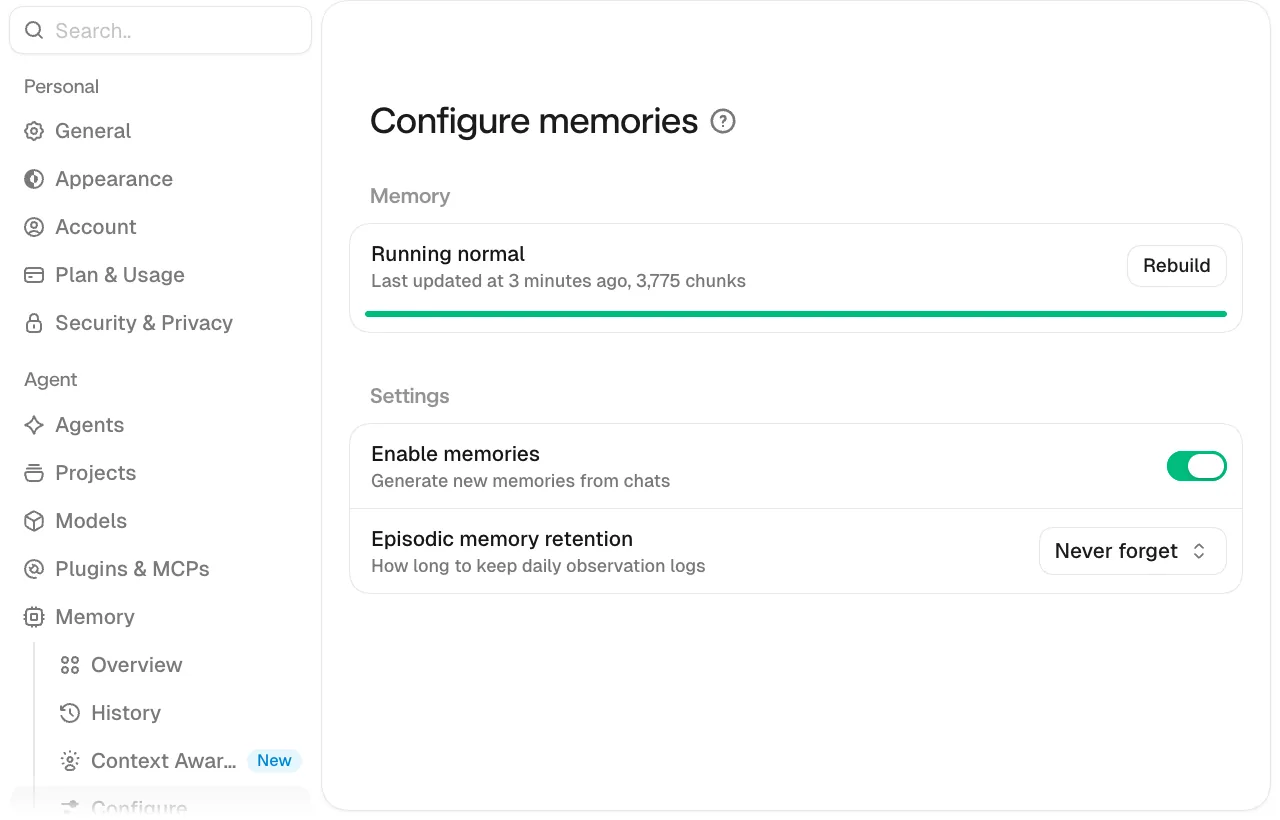 Search..
Personal
General
Appearance
Account
Plan & Usage
Security & Privacy
Agent
Agents
Projects
Models
Plugins & MCPs
Memory
Overview
History
Context Awar... New
Configure
Configure memories
Memory
Running normal
Last updated at 3 minutes ago, 3,775 chunks
Rebuild
Settings
Enable memories
Generate new memories from chats
Episodic memory retention
How long to keep daily observation logs
Never forget